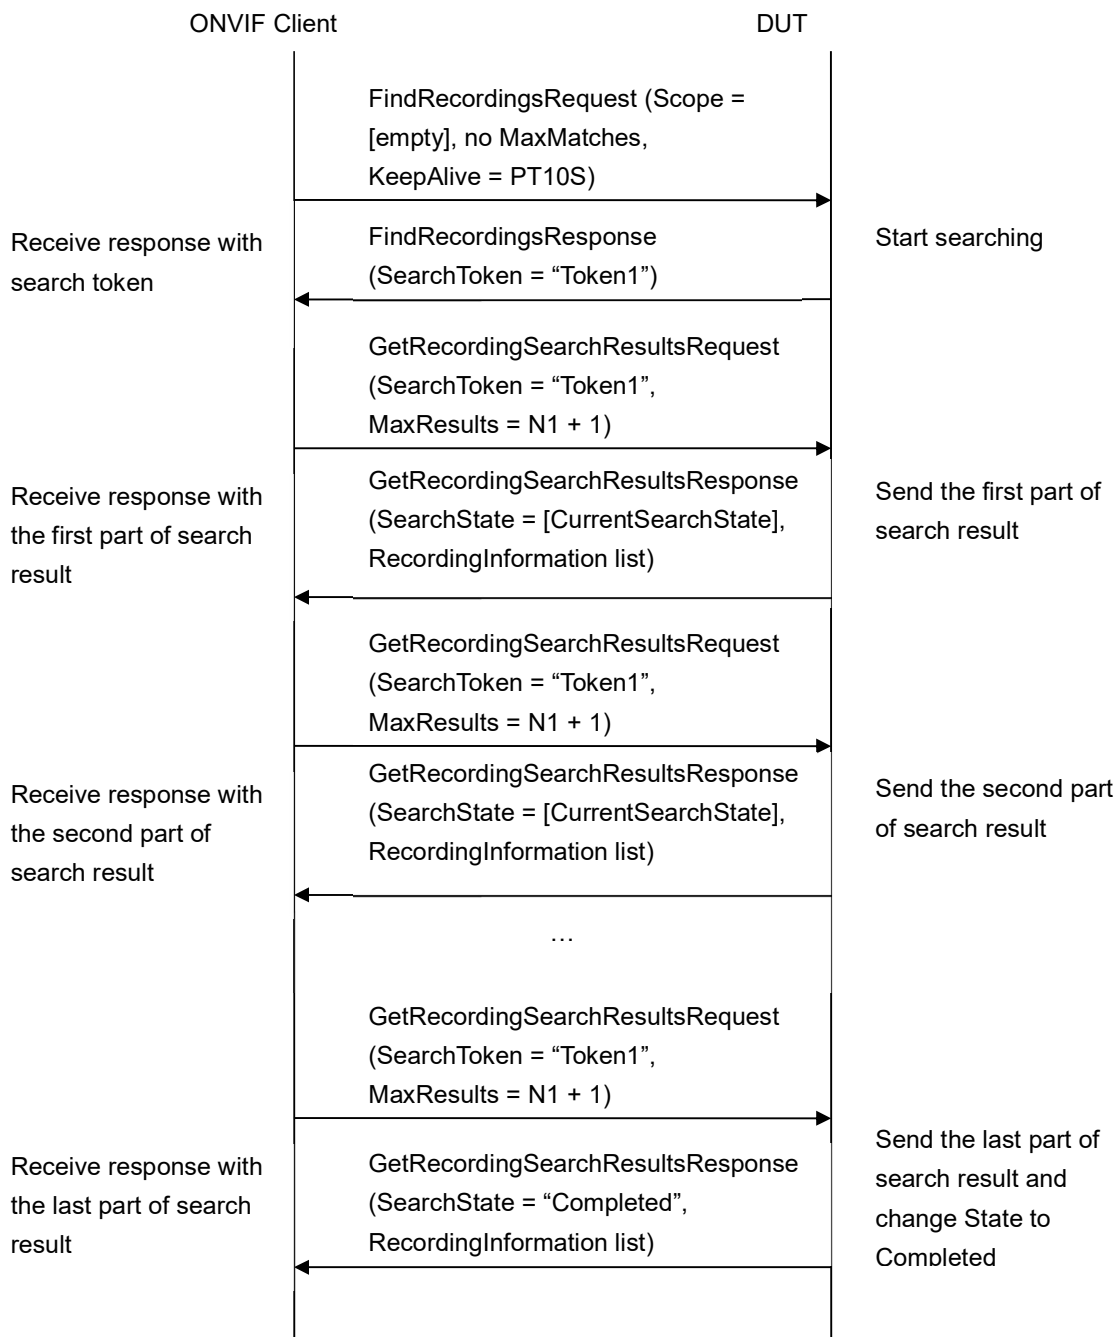 ONVIF Client
DUT
FindRecordingsRequest (Scope =
[empty], no MaxMatches,
KeepAlive = PT10S)
Receive response with
search token
FindRecordingsResponse
(SearchToken = “Token1”)
Start searching
GetRecordingSearchResultsRequest
(SearchToken = “Token1”,
MaxResults = N1 + 1)
Receive response with
the first part of search
result
GetRecordingSearchResultsResponse
(SearchState = [CurrentSearchState],
RecordingInformation list)
Send the first part of
search result
GetRecordingSearchResultsRequest
(SearchToken = “Token1”,
MaxResults = N1 + 1)
Receive response with
the second part of
search result
GetRecordingSearchResultsResponse
(SearchState = [CurrentSearchState],
RecordingInformation list)
Send the second part
of search result
…
GetRecordingSearchResultsRequest
(SearchToken = “Token1”,
MaxResults = N1 + 1)
Receive response with
the last part of search
result
GetRecordingSearchResultsResponse
(SearchState = “Completed”,
RecordingInformation list)
Send the last part of
search result and
change State to
Completed